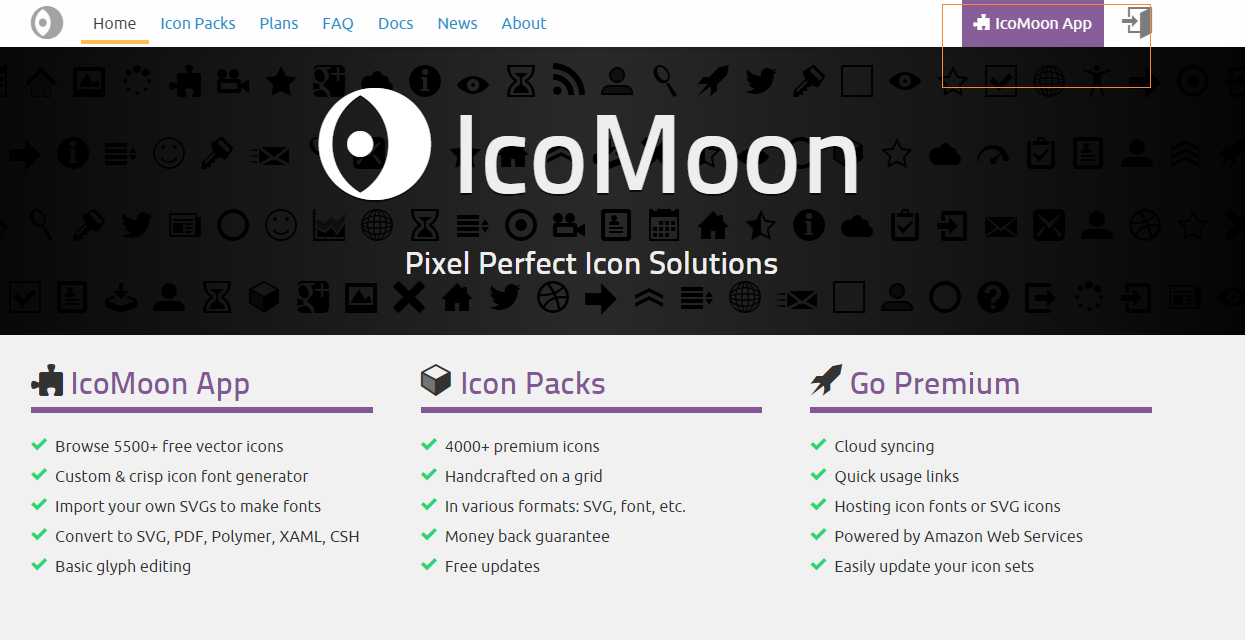 Home Icon Packs Plans FAQ Docs News About IcoMoon App
IcoMoon
Pixel Perfect Icon Solutions
IcoMoon App
Browse 5500+ free vector icons
Custom & crisp icon font generator
Import your own SVGs to make fonts
Convert to SVG, PDF, Polymer, XAML, CSH
Basic glyph editing
Icon Packs
4000+ premium icons
Handcrafted on a grid
In various formats: SVG, font, etc.
Money back guarantee
Free updates
Go Premium
Cloud syncing
Quick usage links
Hosting icon fonts or SVG icons
Powered by Amazon Web Services
Easily update your icon sets